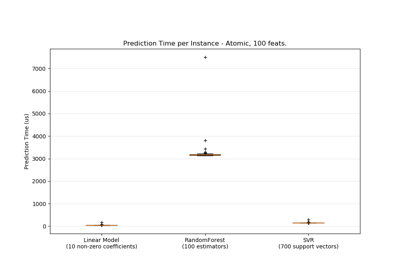 Prediction Time per Instance - Atomic, 100 feats.
Prediction Time (us)
7000
6000
5000
4000
3000
2000
1000
0
Linear Model
(10 non-zero coefficients)
RandomForest
(100 estimators)
SVR
(700 support vectors)